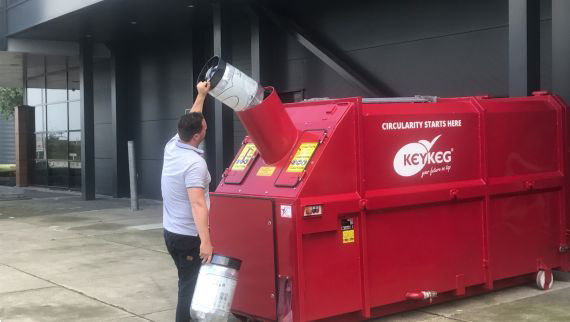 CIRCULARITY STARTS HERE
KEYKEG
your future on tap